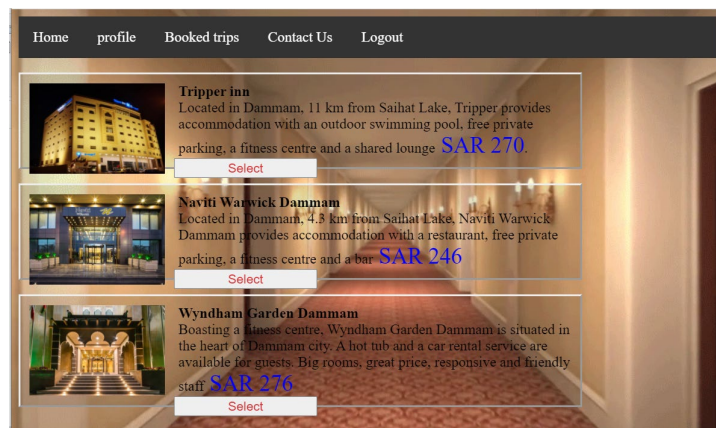 Home profile Booked trips Contact Us Logout
Tripper inn
Located in Dammam, 11 km from Saihat Lake, Tripper provides
accommodation with an outdoor swimming pool, free private
parking, a fitness centre and a shared lounge SAR 270.
Select
Naviti Warwick Dammam
Located in Dammam, 4.3 km from Saihat Lake, Naviti Warwick
Dammam provides accommodation with a restaurant, free private
parking, a fitness centre and a bar SAR 246
Select
Wyndham Garden Dammam
Boasting a fitness centre, Wyndham Garden Dammam is situated in
the heart of Dammam city. A hot tub and a car rental service are
available for guests. Big rooms, great price, responsive and friendly
staff SAR 276
Select